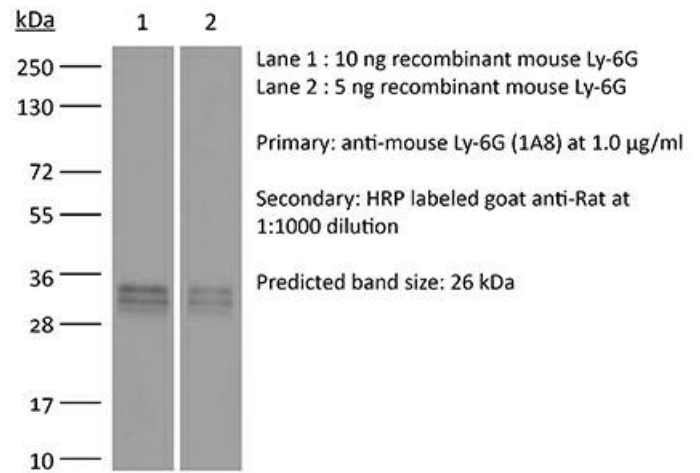 kDa
1 2
250
130
72
55
36
28
17
10
Lane 1 : 10 ng recombinant mouse Ly-6G
Lane 2 : 5 ng recombinant mouse Ly-6G
Primary: anti-mouse Ly-6G (1A8) at 1.0 µg/ml
Secondary: HRP labeled goat anti-Rat at
1:1000 dilution
Predicted band size: 26 kDa